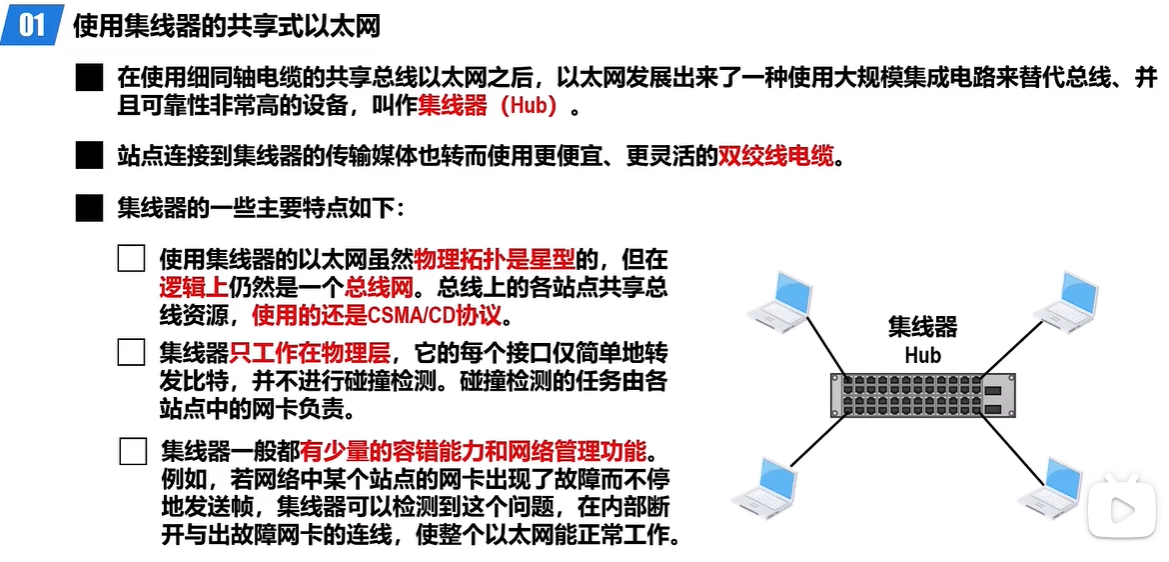 01 使用集线器的共享式以太网
在使用细同轴电缆的共享总线以太网之后，以太网发展出来了一种使用大规模集成电路来替代总线、并
且可靠性非常高的设备，叫作集线器（Hub）。
站点连接到集线器的传输媒体也转而使用更便宜、更灵活的双绞线电缆。
集线器的一些主要特点如下：
使用集线器的以太网虽然物理拓扑是星型的，但在
逻辑上仍然是一个总线网。总线上的各站点共享总
线资源，使用的还是CSMA/CD协议。
集线器只工作在物理层，它的每个接口仅简单地转
发比特，并不进行碰撞检测。碰撞检测的任务由各
站点中的网卡负责。
集线器一般都有少量的容错能力和网络管理功能。
例如，若网络中某个站点的网卡出现了故障而不停
地发送帧，集线器可以检测到这个问题，在内部断
开与出故障网卡的连线，使整个以太网能正常工作。
集线器
Hub